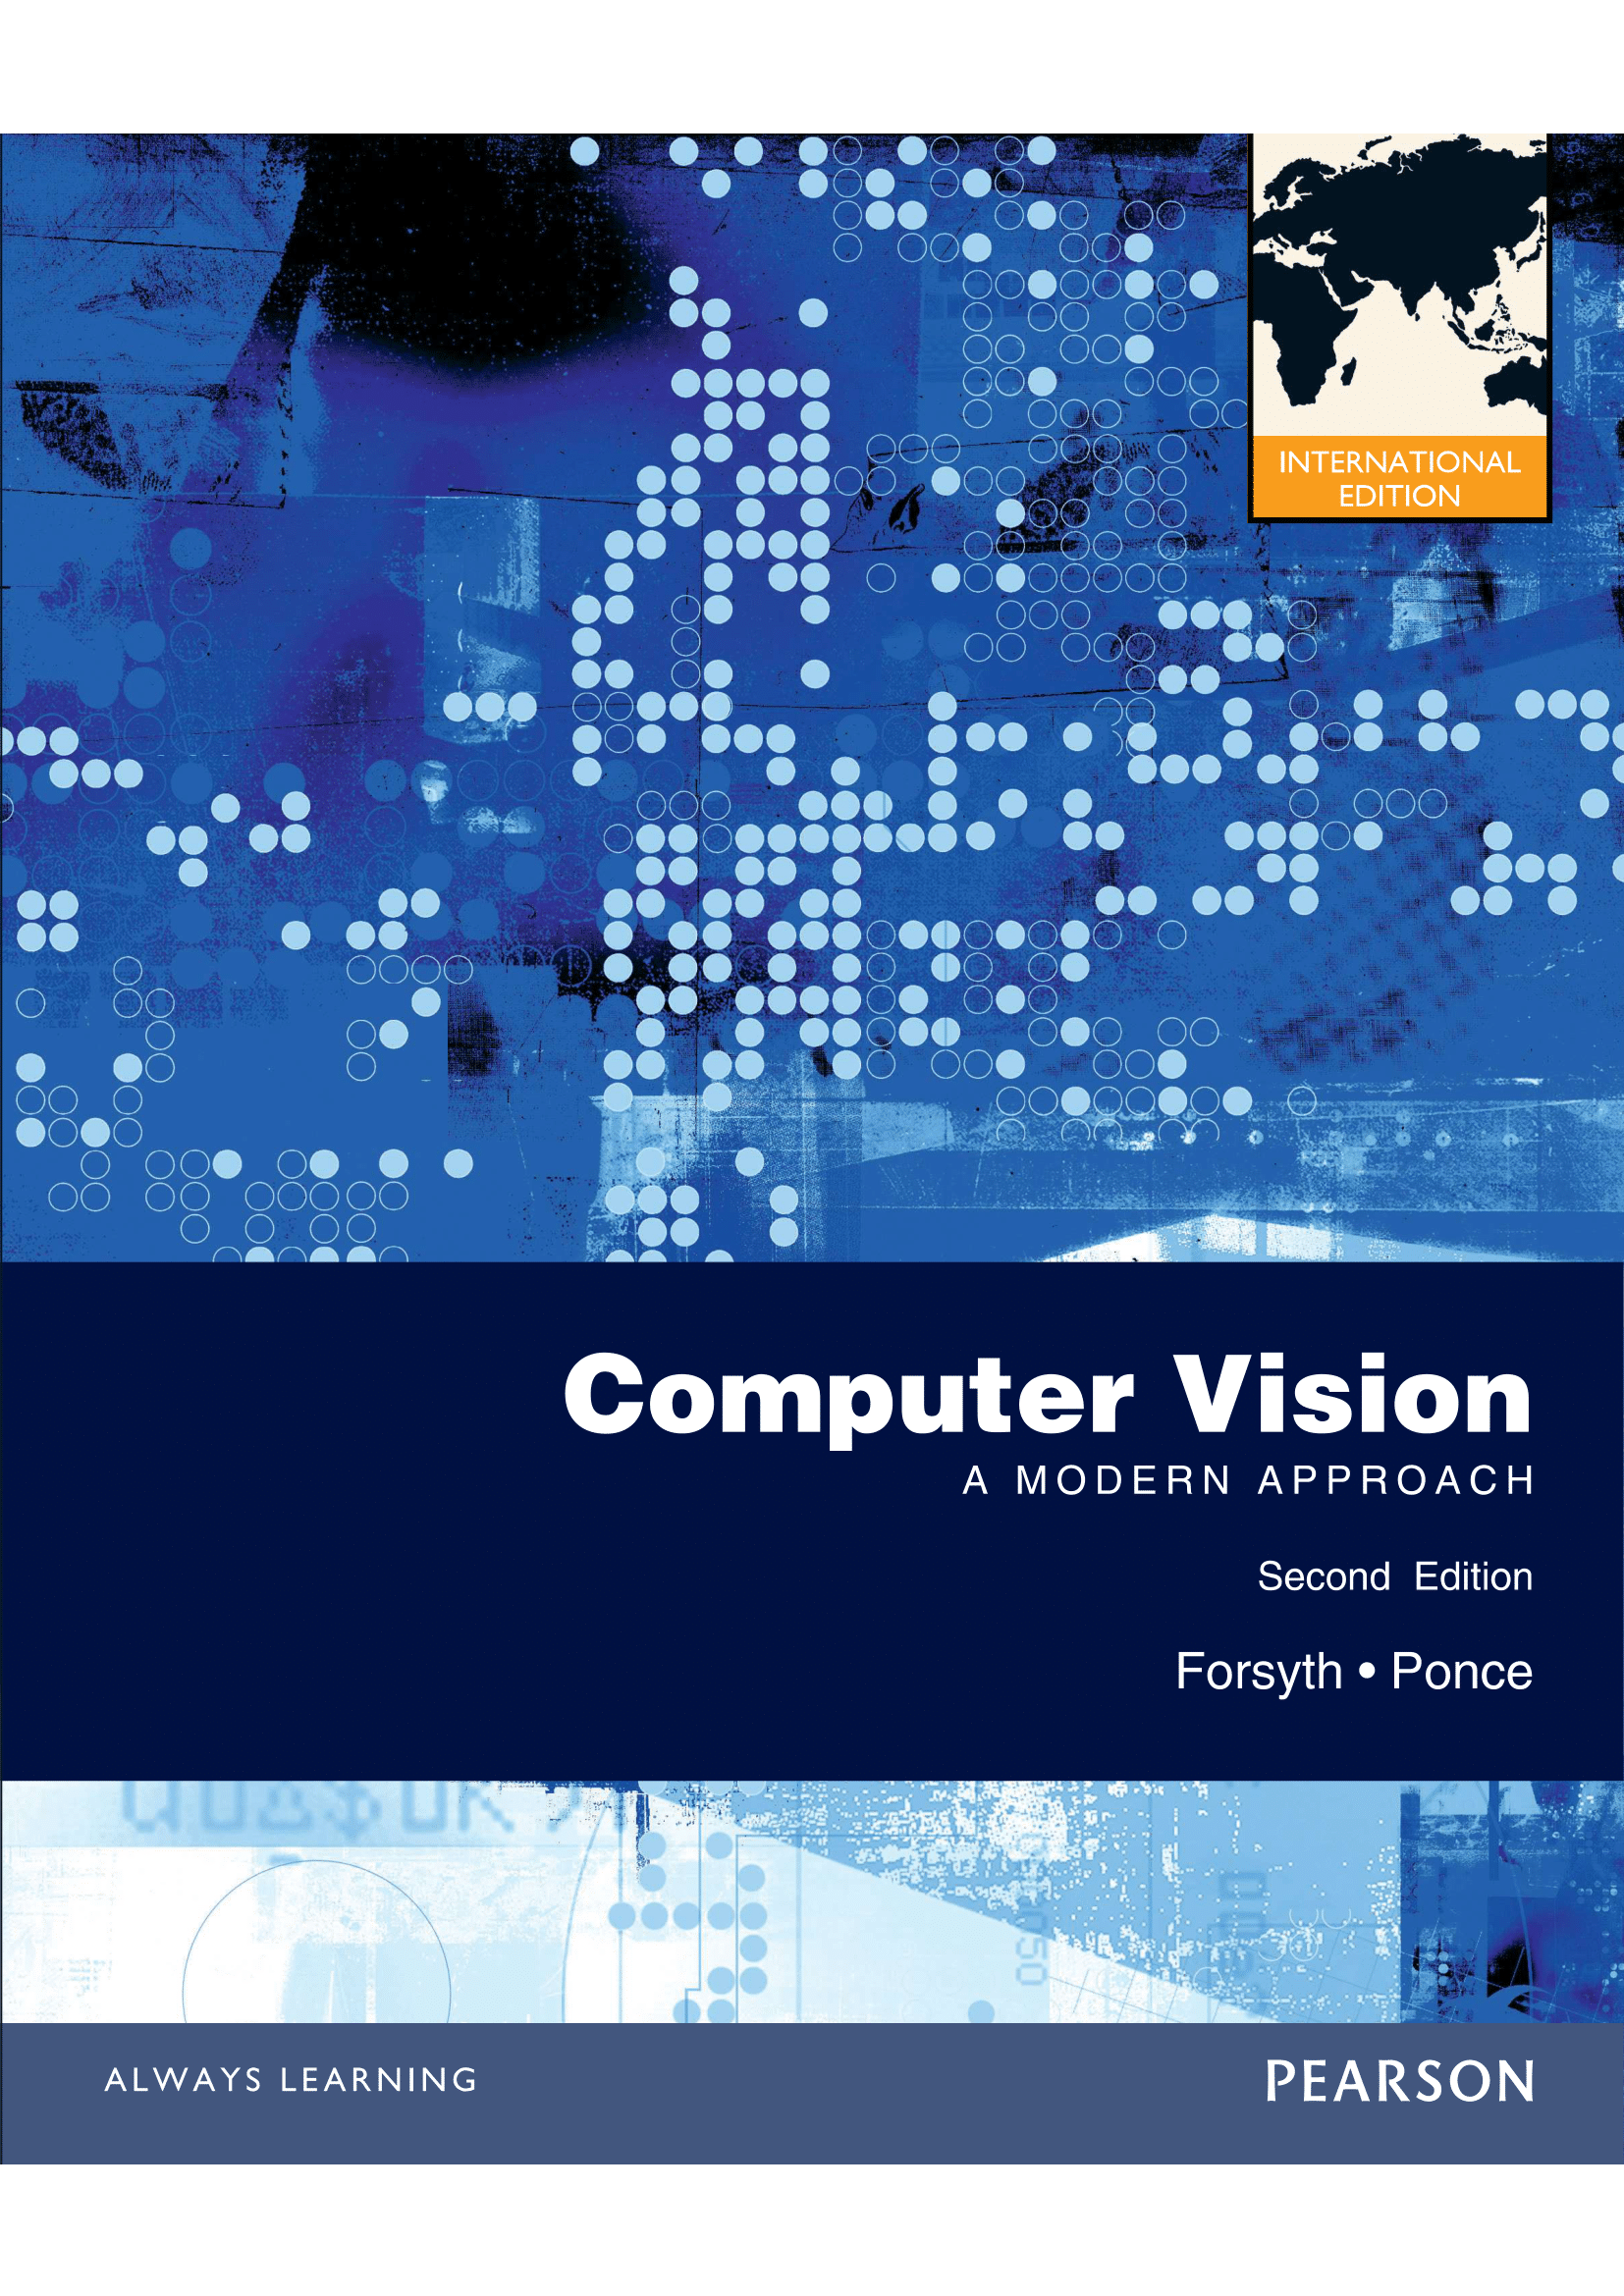 INTERNATIONAL
EDITION
Computer Vision
A MODERN APPROACH
Second Edition
Forsyth • Ponce
ALWAYS LEARNING
PEARSON